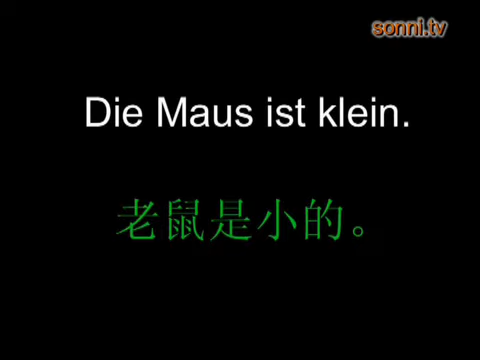 sonni.tv
Die Maus ist klein.
老鼠是小的。